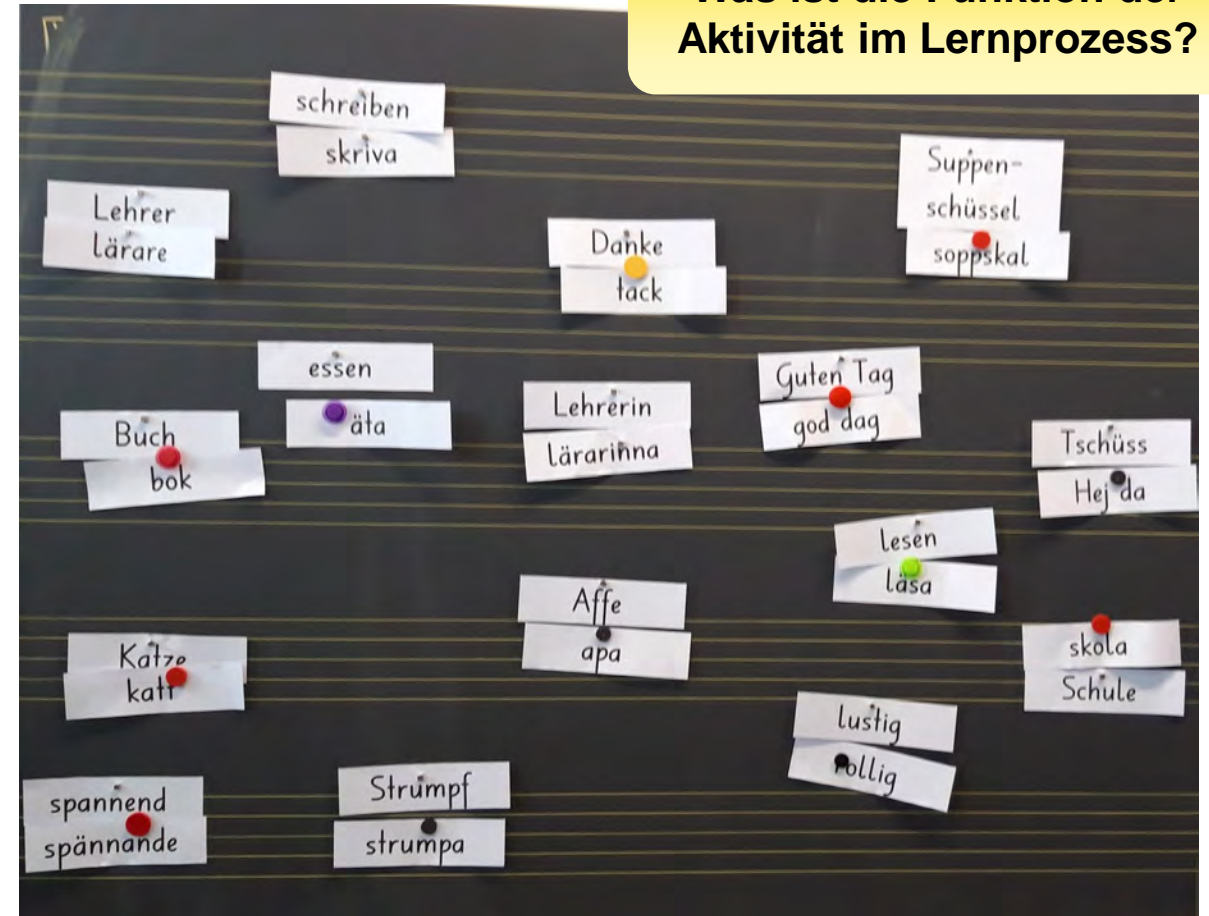 Aktivität im Lernprozess?
schreiben
skriva
Suppen-
schüssel
soppskal
Lehrer
lärare
Danke
tack
essen
äta
Guten Tag
god dag
Lehrerin
lärarinna
Buch
bok
Tschüss
Hej da
lesen
läsa
Affe
apa
skola
Schule
Katze
katt
lustig
rollig
spannend
spännande
Strumpf
strumpa